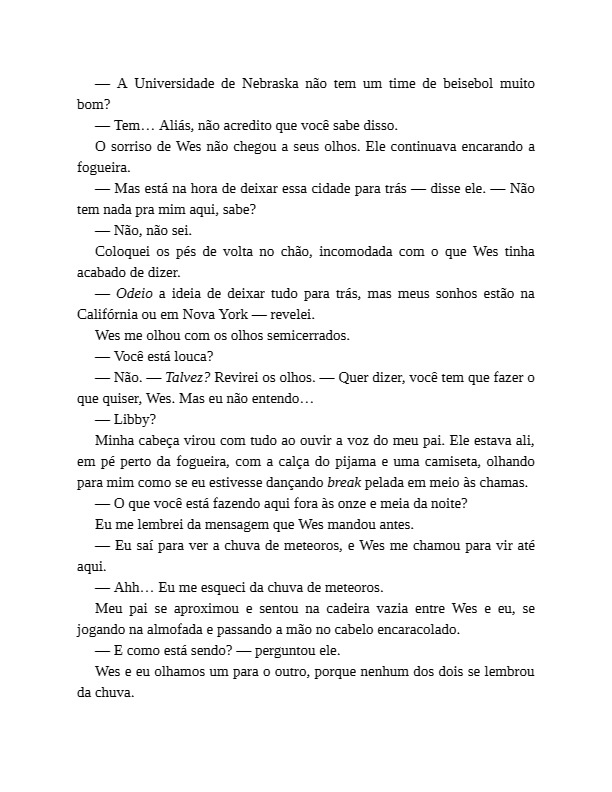 — A Universidade de Nebraska não tem um time de beisebol muito
bom?
— Tem… Aliás, não acredito que você sabe disso.
O sorriso de Wes não chegou a seus olhos. Ele continuava encarando a
fogueira.
— Mas está na hora de deixar essa cidade para trás — disse ele. — Não
tem nada pra mim aqui, sabe?
— Não, não sei.
Coloquei os pés de volta no chão, incomodada com o que Wes tinha
acabado de dizer.
— Odeio a ideia de deixar tudo para trás, mas meus sonhos estão na
Califórnia ou em Nova York — revelei.
Wes me olhou com os olhos semicerrados.
— Você está louca?
— Não. — Talvez? Revirei os olhos. — Quer dizer, você tem que fazer o
que quiser, Wes. Mas eu não entendo…
— Libby?
Minha cabeça virou com tudo ao ouvir a voz do meu pai. Ele estava ali,
em pé perto da fogueira, com a calça do pijama e uma camiseta, olhando
para mim como se eu estivesse dançando break pelada em meio às chamas.
— O que você está fazendo aqui fora às onze e meia da noite?
Eu me lembrei da mensagem que Wes mandou antes.
— Eu saí para ver a chuva de meteoros, e Wes me chamou para vir até
aqui.
— Ahh… Eu me esqueci da chuva de meteoros.
Meu pai se aproximou e sentou na cadeira vazia entre Wes e eu, se
jogando na almofada e passando a mão no cabelo encaracolado.
— E como está sendo? — perguntou ele.
Wes e eu olhamos um para o outro, porque nenhum dos dois se lembrou
da chuva.